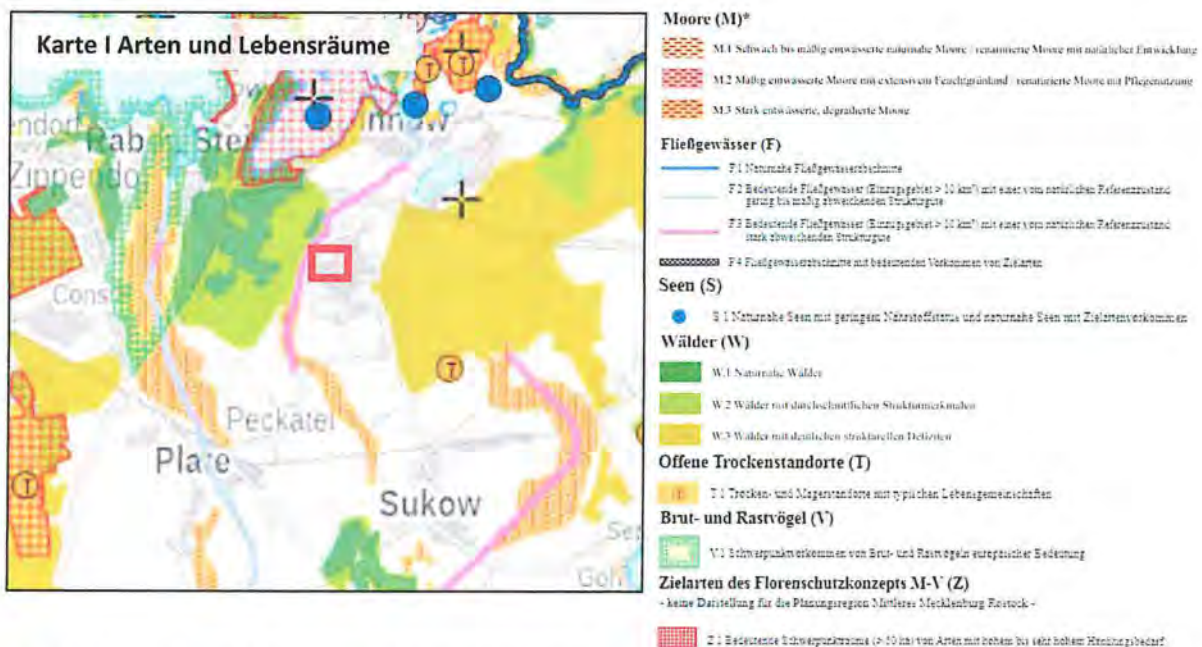 Karte I Arten und Lebensräume
endorf
Rab
Stei
nnow
Zippendo
Cons
Peckatel
Plate
Sukow
Goh
T
T
T
T
Moore (M)*
M.1 Schwach bis mäßig entwässerte naturnahe Moore / renaturierte Moore mit natürlicher Entwicklung
M.2 Mäßig entwässerte Moore mit extensivem Feuchtgrünland / renaturierte Moore mit Pflegenutzung
M.3 Stark entwässerte, degradierte Moore
Fließgewässer (F)
F.1 Naturnahe Fließgewässerabschnitte
F.2 Bedeutende Fließgewässer (Einzugsgebiet > 10 km²) mit einer vom natürlichen Referenzzustand
gering bis mäßig abweichenden Strukturgüte
F.3 Bedeutende Fließgewässer (Einzugsgebiet > 10 km²) mit einer vom natürlichen Referenzzustand
stark abweichenden Strukturgüte
F.4 Fließgewässerabschnitte mit bedeutenden Vorkommen von Zielarten
Seen (S)
S.1 Naturnahe Seen mit geringem Nährstoffstatus und naturnahe Seen mit Zielartenvorkommen
Wälder (W)
W.1 Naturnahe Wälder
W.2 Wälder mit durchschnittlichen Strukturmerkmalen
W.3 Wälder mit deutlichen strukturellen Defiziten
Offene Trockenstandorte (T)
T.1 Trocken- und Magerstandorte mit typischen Lebensgemeinschaften
Brut- und Rastvögel (V)
V.1 Schwerpunktvorkommen von Brut- und Rastvögeln europäischer Bedeutung
Zielarten des Florenschutzkonzepts M-V (Z)
- keine Darstellung für die Planungsregion Mittleres Mecklenburg Rostock -
Z.1 Bedeutende Schwerpunkträume (> 50 ha) von Arten mit hohem bis sehr hohem Handlungsbedarf